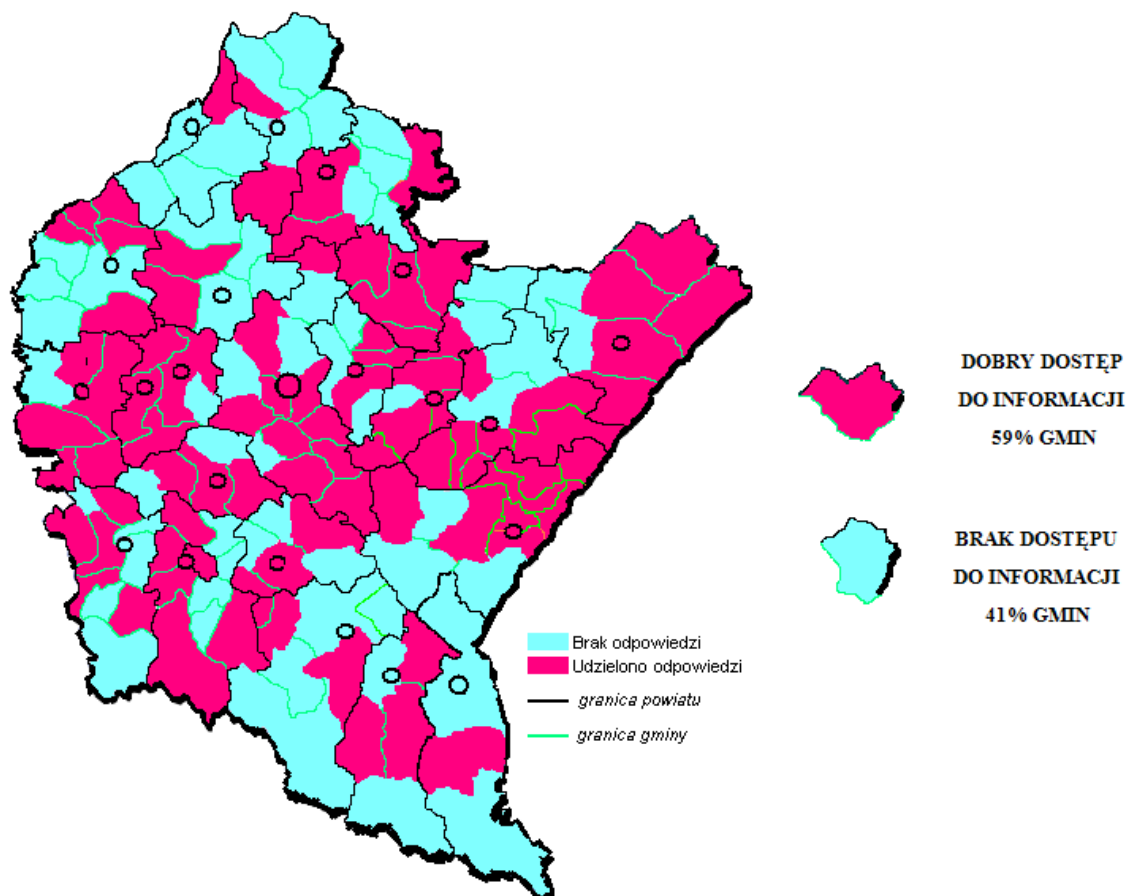 DOBRY DOSTĘP
DO INFORMACJI
59% GMIN
BRAK DOSTĘPU
DO INFORMACJI
41% GMIN
Brak odpowiedzi
Udzielono odpowiedzi
granica powiatu
granica gminy